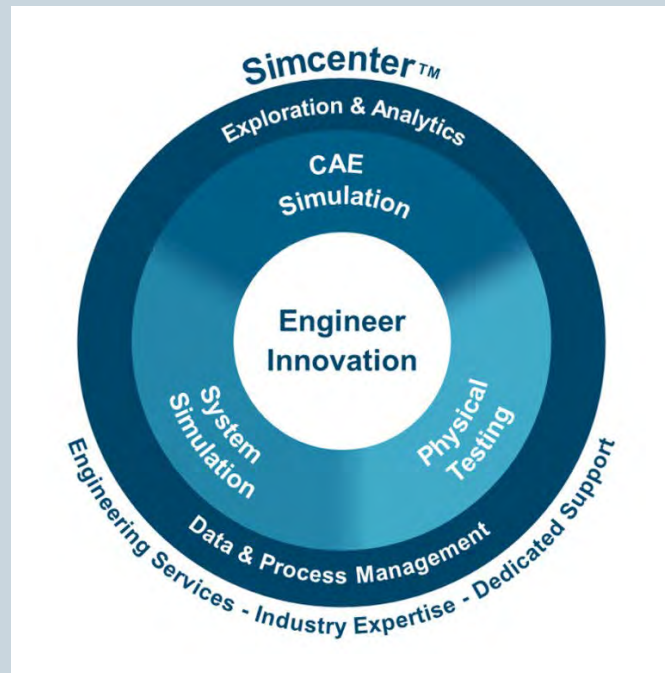 Simcenter™
Exploration & Analytics
CAE
Simulation
Engineer
Innovation
System
Simulation
Physical
Testing
Data & Process Management
Engineering Services - Industry Expertise - Dedicated Support